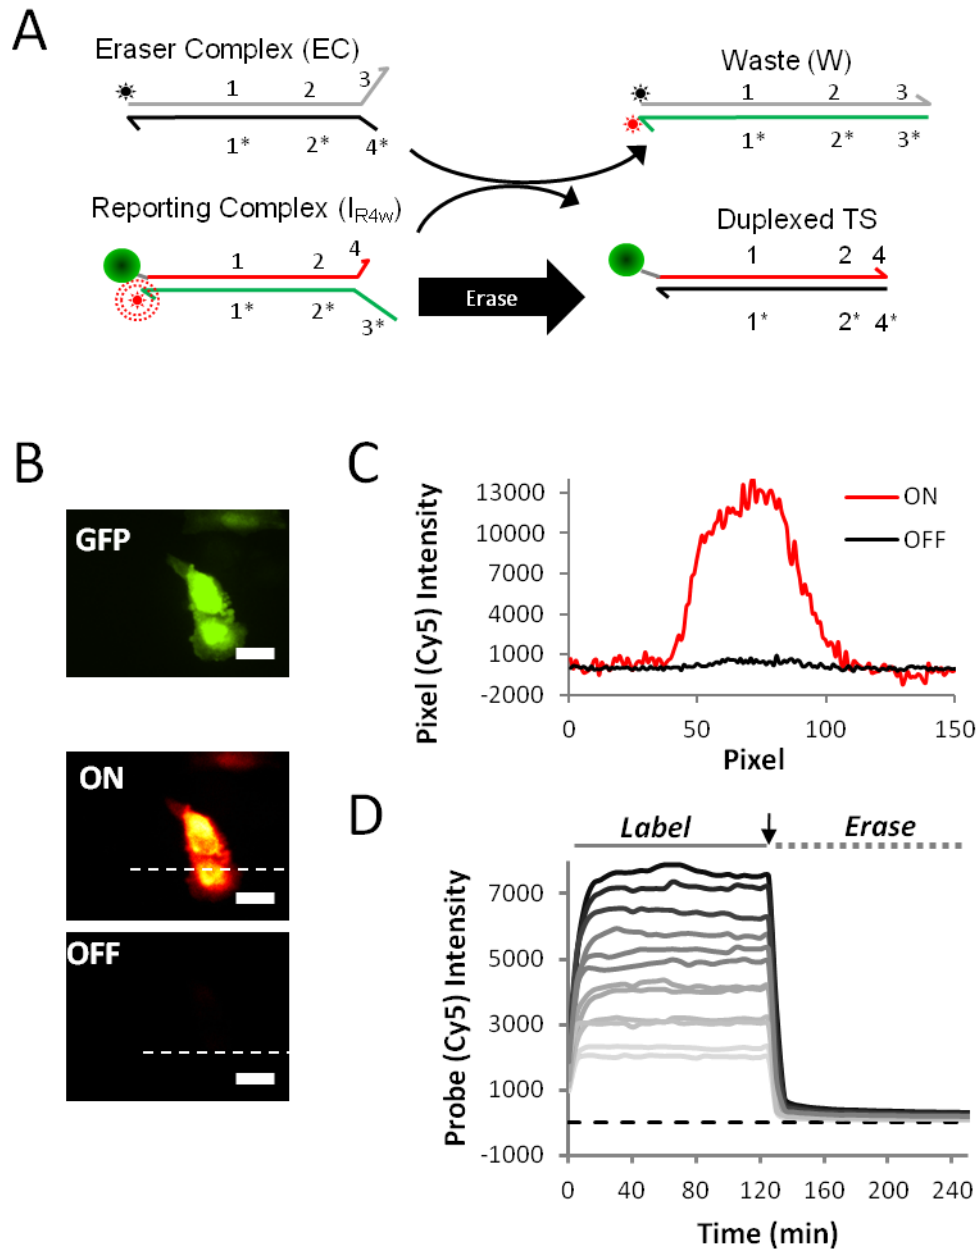 A
Eraser Complex (EC)
1 2 3
1* 2* 4*
Waste (W)
1 2 3
1* 2* 3*
Reporting Complex (I_R4w)
1 2 4
1* 2* 3*
Erase
Duplexed TS
1 2 4
1* 2* 4*
B
GFP
ON
OFF
C
Pixel (Cy5) Intensity
13000
10000
7000
4000
1000
-2000
0 50 100 150
Pixel
ON
OFF
D
Label Erase
Probe (Cy5) Intensity
7000
5000
3000
1000
-1000
0 40 80 120 160 200 240
Time (min)